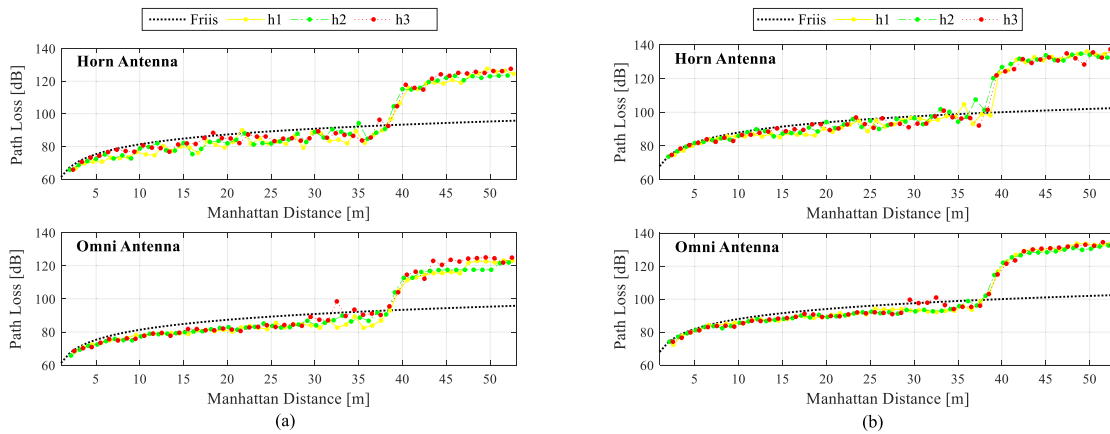 Friis h1 h2 h3
Horn Antenna
Path Loss [dB]
140
120
100
80
60
5 10 15 20 25 30 35 40 45 50
Manhattan Distance [m]
Omni Antenna
Path Loss [dB]
140
120
100
80
60
5 10 15 20 25 30 35 40 45 50
Manhattan Distance [m]
(a)
Friis h1 h2 h3
Horn Antenna
Path Loss [dB]
140
120
100
80
60
5 10 15 20 25 30 35 40 45 50
Manhattan Distance [m]
Omni Antenna
Path Loss [dB]
140
120
100
80
60
5 10 15 20 25 30 35 40 45 50
Manhattan Distance [m]
(b)